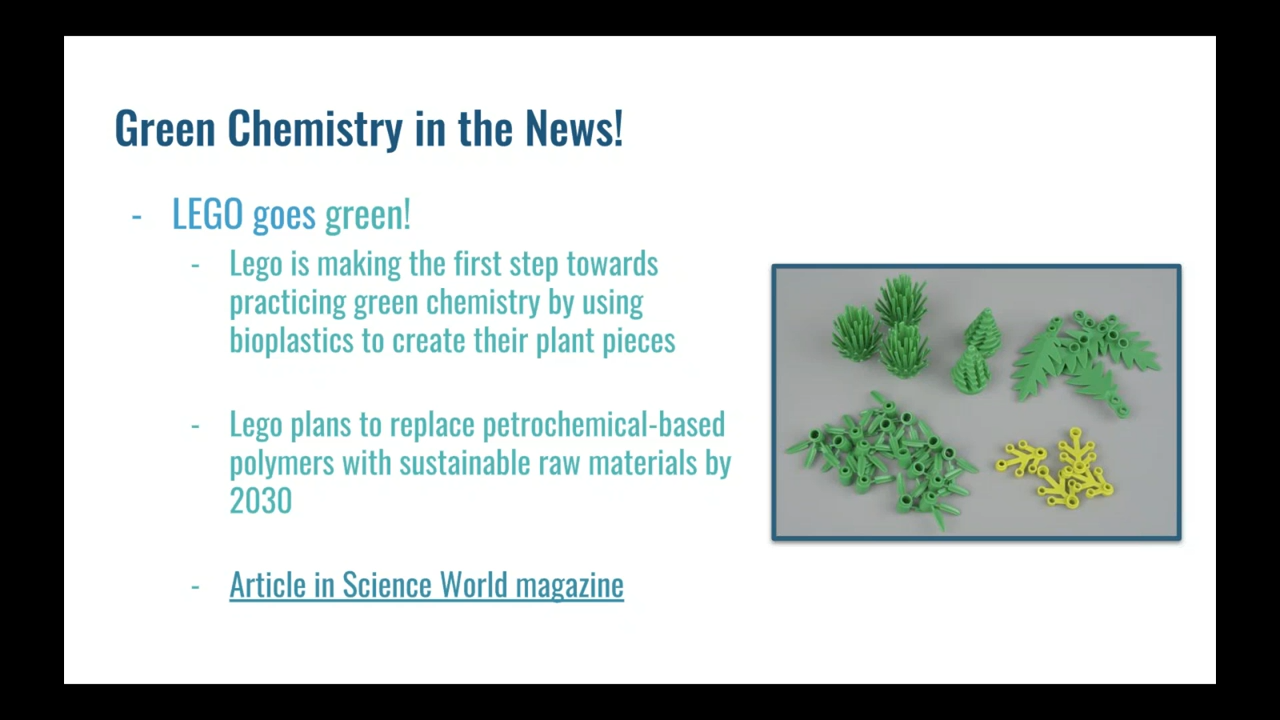 Green Chemistry in the News!
- LEGO goes green!
- Lego is making the first step towards
practicing green chemistry by using
bioplastics to create their plant pieces
- Lego plans to replace petrochemical-based
polymers with sustainable raw materials by
2030
- Article in Science World magazine